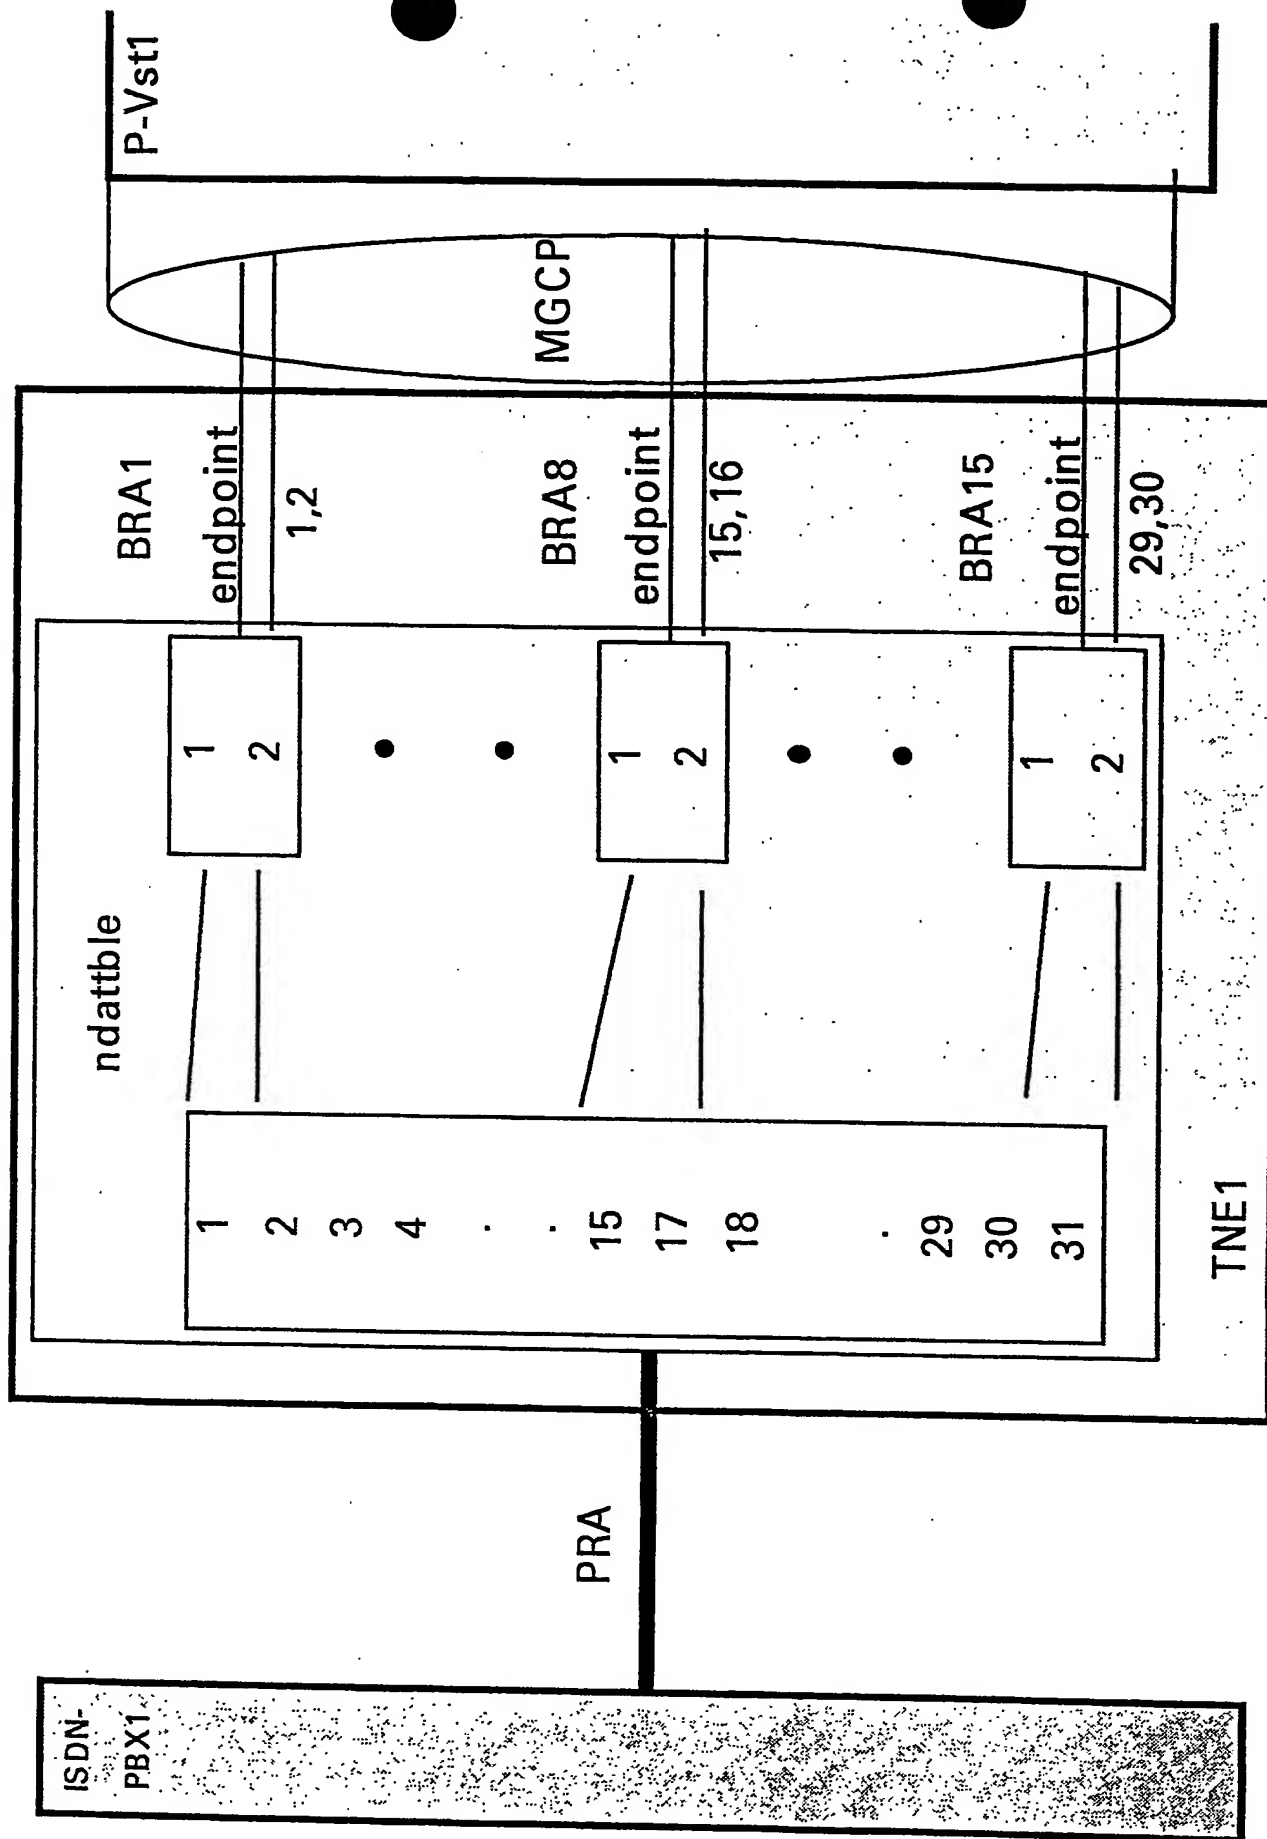 ISDN-
PBX1
PRA
TNE1
1
2
3
4
.
.
15
17
18
.
29
30
31
ndattble
1
2
1
2
1
2
BRA1
endpoint
1,2
BRA8
endpoint
15,16
BRA15
endpoint
29,30
MGCP
P-Vst1